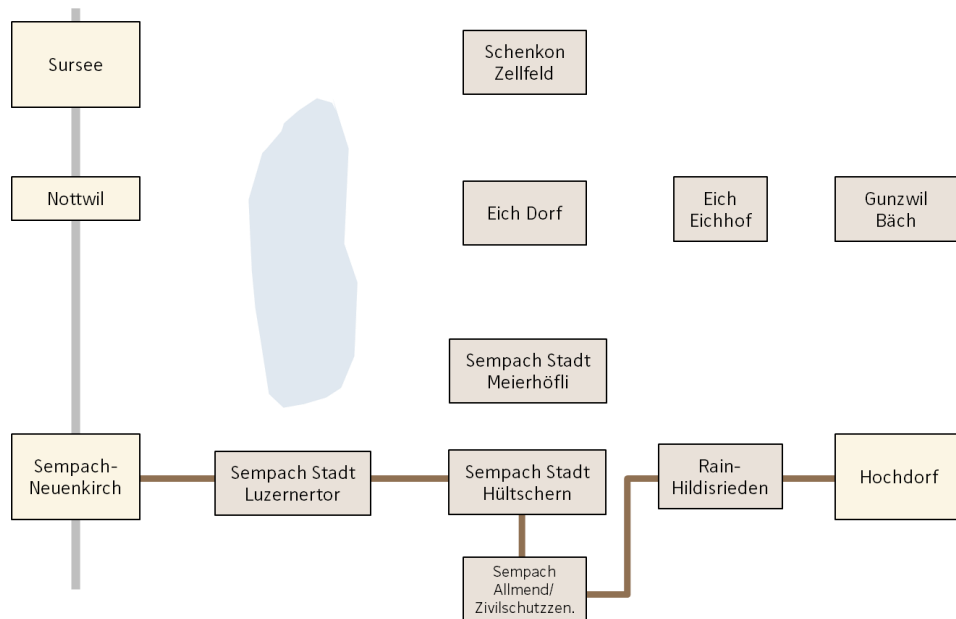 Sursee
Schenkon
Zellfeld
Nottwil
Eich Dorf
Eich
Eichhof
Gunzwil
Bäch
Sempach Stadt
Meierhöfli
Sempach-
Neuenkirch
Sempach Stadt
Luzernertor
Sempach Stadt
Hültschern
Rain-
Hildisrieden
Hochdorf
Sempach
Allmend/
Zivilschutzzen.